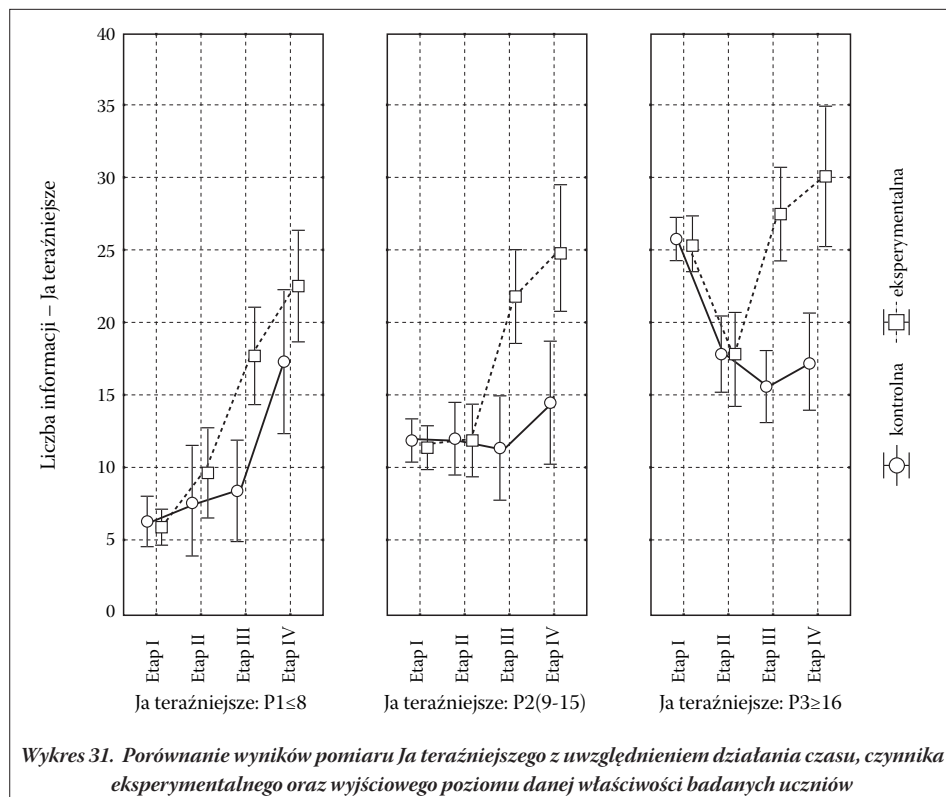 40
35
30
25
20
15
10
5
0
Liczba informacji – Ja teraźniejsze
Etap I
Etap II
Etap III
Etap IV
Ja teraźniejsze: P1≤8
Etap I
Etap II
Etap III
Etap IV
Ja teraźniejsze: P2(9-15)
Etap I
Etap II
Etap III
Etap IV
Ja teraźniejsze: P3≥16
kontrolna
eksperymentalna
Wykres 31. Porównanie wyników pomiaru Ja teraźniejszego z uwzględnieniem działania czasu, czynnika
eksperymentalnego oraz wyjściowego poziomu danej właściwości badanych uczniów